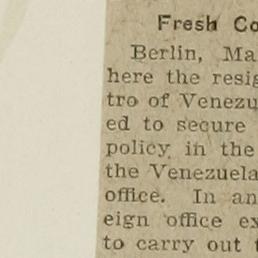 Fresh Co
Berlin, Ma
here the resig
tro of Venezu
ed to secure
policy in the
the Venezuela
office. In an
eign office ex
to carry out t